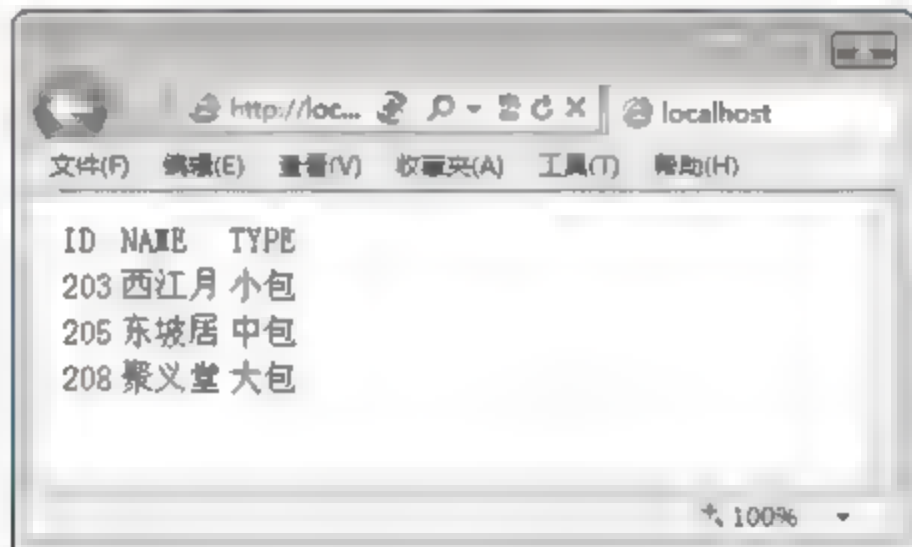 http://loc... localhost
文件(F) 编辑(E) 查看(V) 收藏夹(A) 工具(T) 帮助(H)
ID NAME TYPE
203 西江月 小包
205 东坡居 中包
208 聚义堂 大包
100%